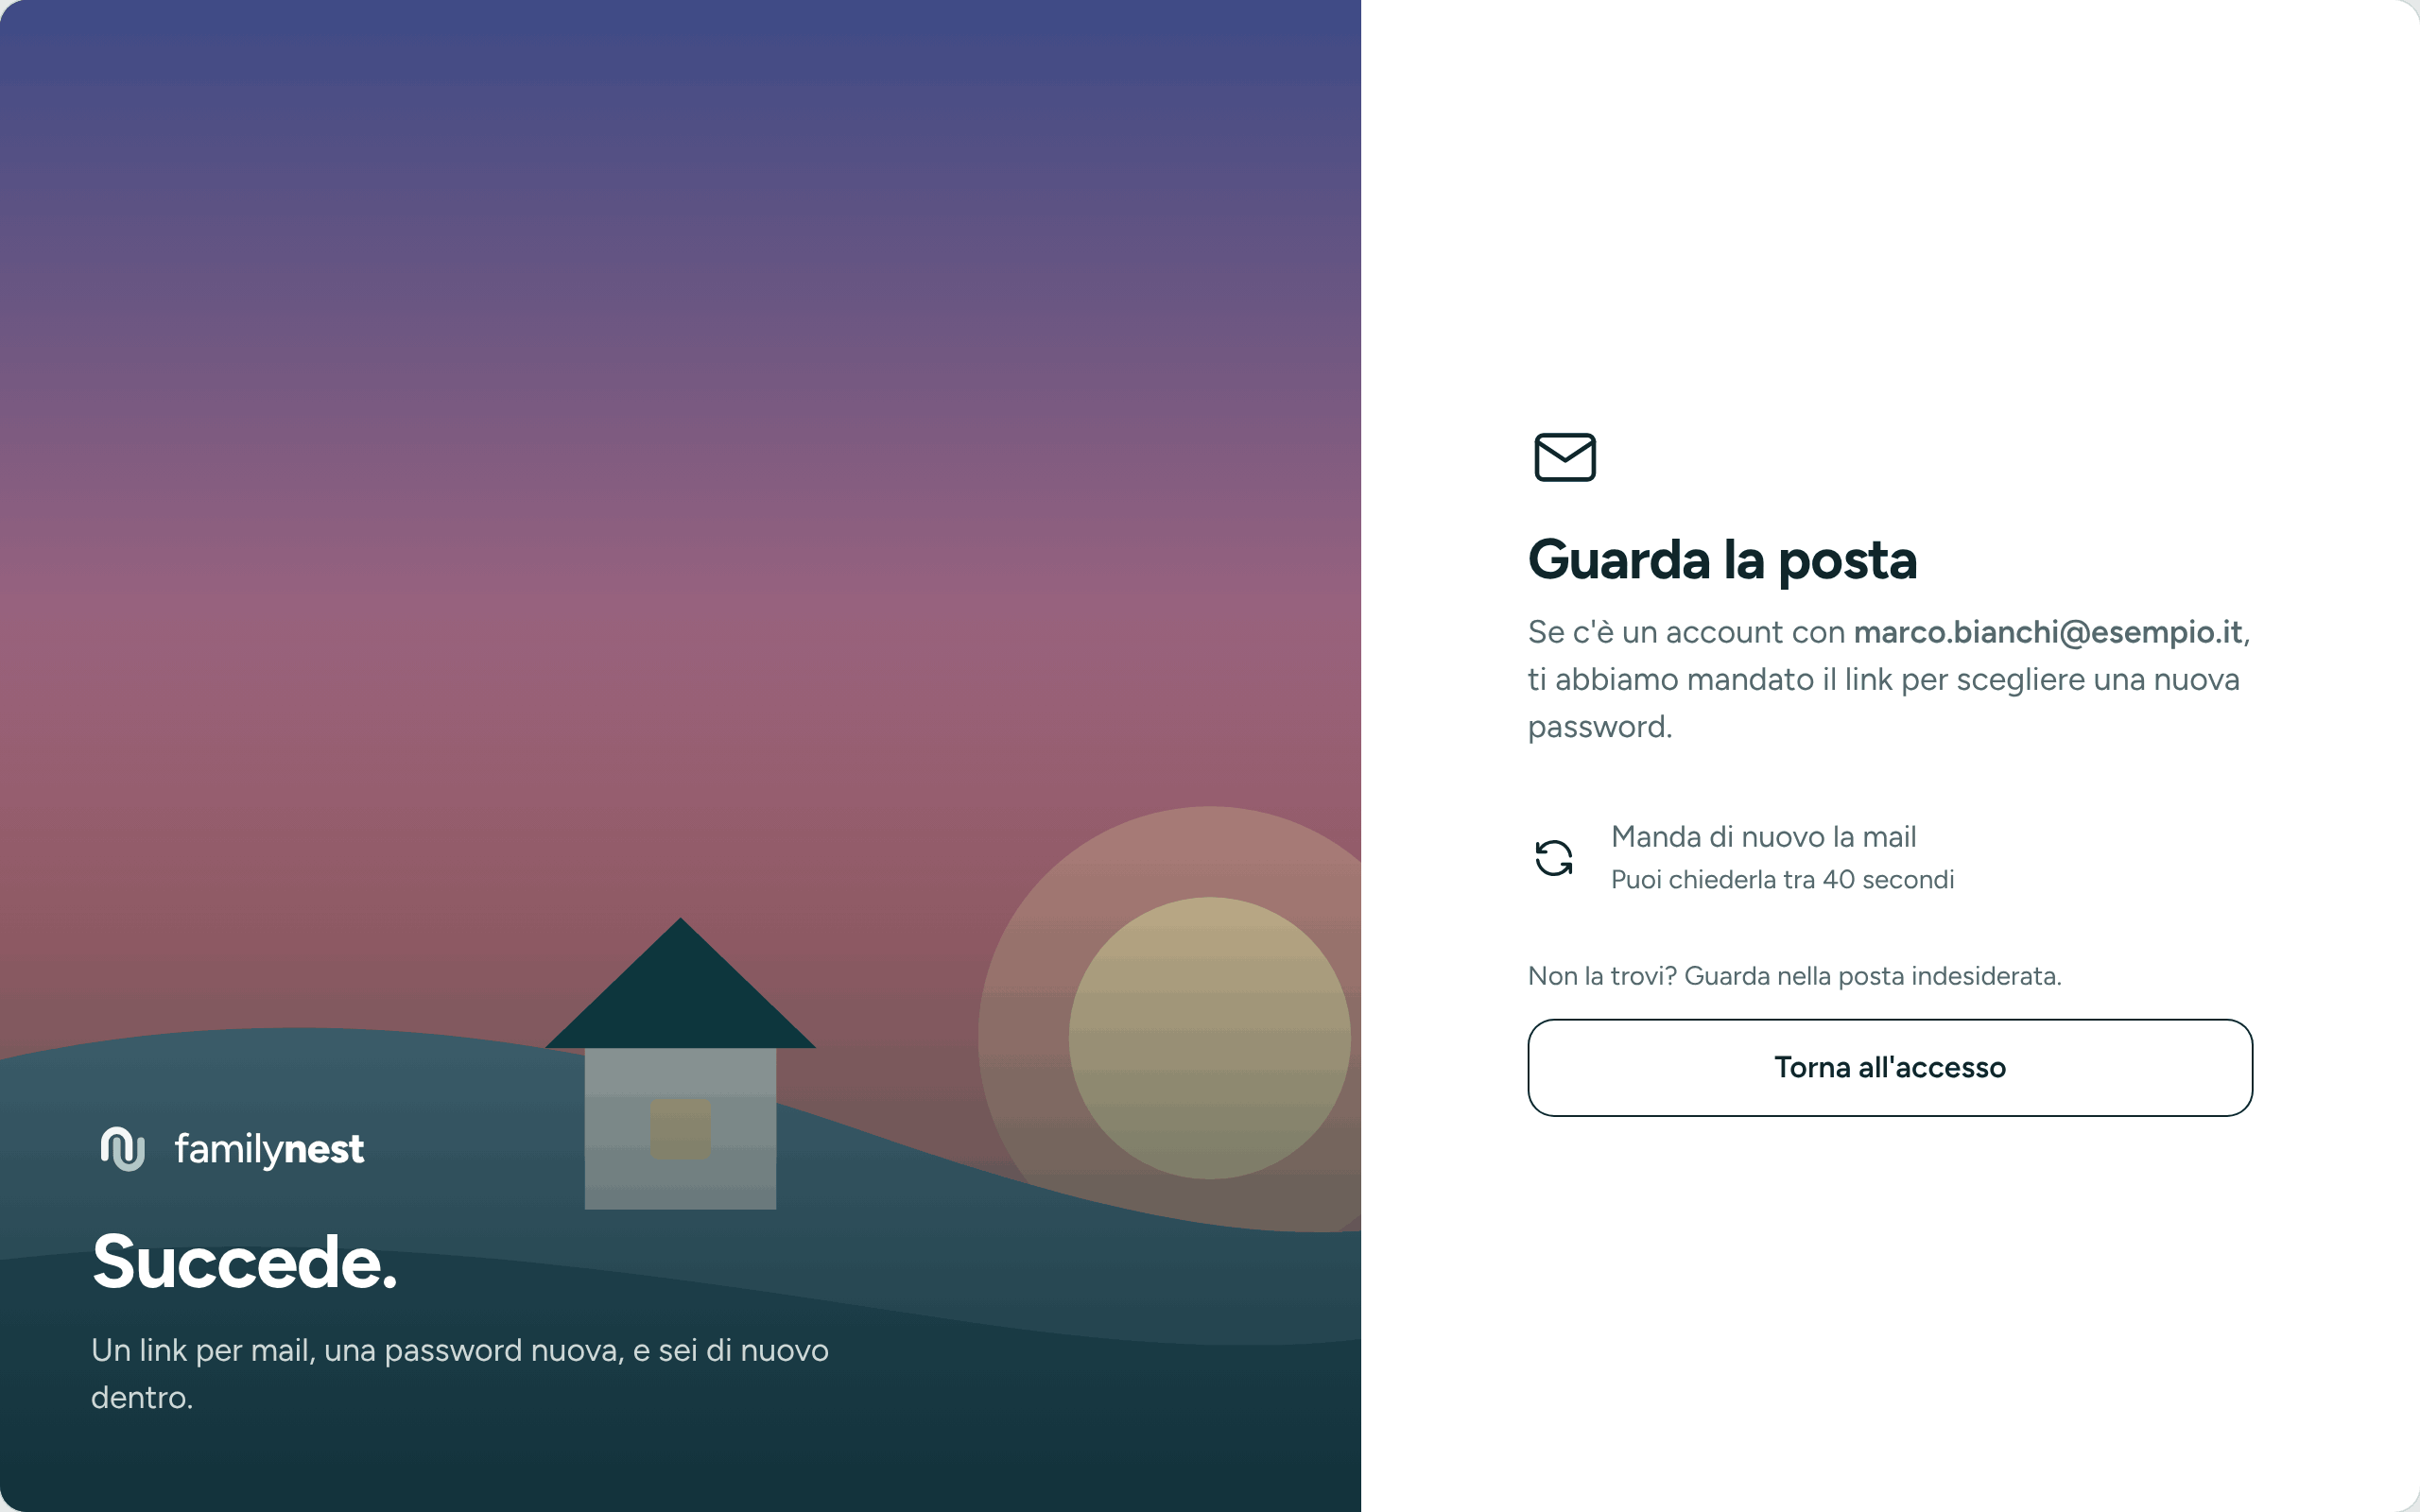 familynest
Succede.
Un link per mail, una password nuova, e sei di nuovo
dentro.
Guarda la posta
Se c'è un account con marco.bianchi@esempio.it,
ti abbiamo mandato il link per scegliere una nuova
password.
Manda di nuovo la mail
Puoi chiederla tra 40 secondi
Non la trovi? Guarda nella posta indesiderata.
Torna all'accesso